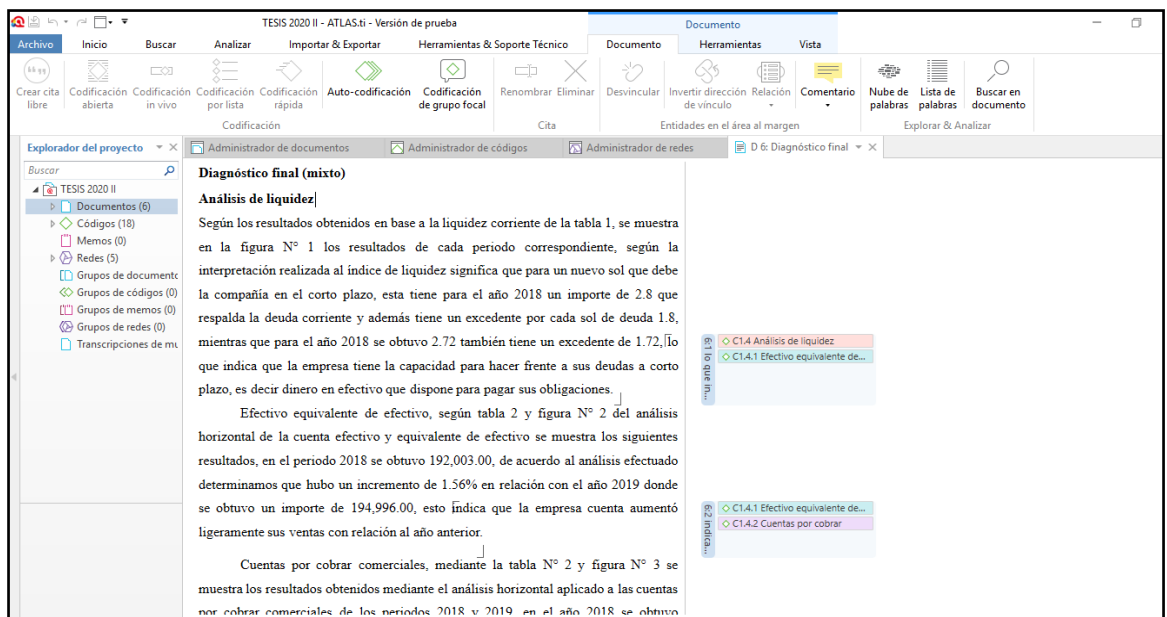 TESIS 2020 II - ATLAS.ti - Versión de prueba
Documento
Archivo Inicio Buscar Analizar Importar & Exportar Herramientas & Soporte Técnico Documento Herramientas Vista
Crear cita libre
Codificación abierta
Codificación in vivo
Codificación por lista
Codificación rápida
Auto-codificación
Codificación de grupo focal
Renombrar
Eliminar
Desvincular
Invertir dirección de vínculo
Relación
Comentario
Nube de palabras
Lista de palabras
Buscar en documento
Codificación
Cita
Entidades en el área al margen
Explorar & Analizar
Explorador del proyecto
Administrador de documentos
Administrador de códigos
Administrador de redes
D 6: Diagnóstico final
Buscar
TESIS 2020 II
Documentos (6)
Códigos (18)
Memos (0)
Redes (5)
Grupos de documento
Grupos de códigos (0)
Grupos de memos (0)
Grupos de redes (0)
Transcripciones de mu
Diagnóstico final (mixto)
Análisis de liquidez
Según los resultados obtenidos en base a la liquidez corriente de la tabla 1, se muestra
en la figura N° 1 los resultados de cada periodo correspondiente, según la
interpretación realizada al índice de liquidez significa que para un nuevo sol que debe
la compañía en el corto plazo, esta tiene para el año 2018 un importe de 2.8 que
respalda la deuda corriente y además tiene un excedente por cada sol de deuda 1.8,
mientras que para el año 2018 se obtuvo 2.72 también tiene un excedente de 1.72, lo
que indica que la empresa tiene la capacidad para hacer frente a sus deudas a corto
plazo, es decir dinero en efectivo que dispone para pagar sus obligaciones.
Efectivo equivalente de efectivo, según tabla 2 y figura N° 2 del análisis
horizontal de la cuenta efectivo y equivalente de efectivo se muestra los siguientes
resultados, en el periodo 2018 se obtuvo 192,003.00, de acuerdo al análisis efectuado
determinamos que hubo un incremento de 1.56% en relación con el año 2019 donde
se obtuvo un importe de 194,996.00, esto indica que la empresa cuenta aumentó
ligeramente sus ventas con relación al año anterior.
Cuentas por cobrar comerciales, mediante la tabla N° 2 y figura N° 3 se
muestra los resultados obtenidos mediante el análisis horizontal aplicado a las cuentas
por cobrar comerciales de los periodos 2018 y 2019, en el año 2018 se obtuvo
6:1 lo que in...
C1.4 Análisis de liquidez
C1.4.1 Efectivo equivalente de...
6:2 indica...
C1.4.1 Efectivo equivalente de...
C1.4.2 Cuentas por cobrar